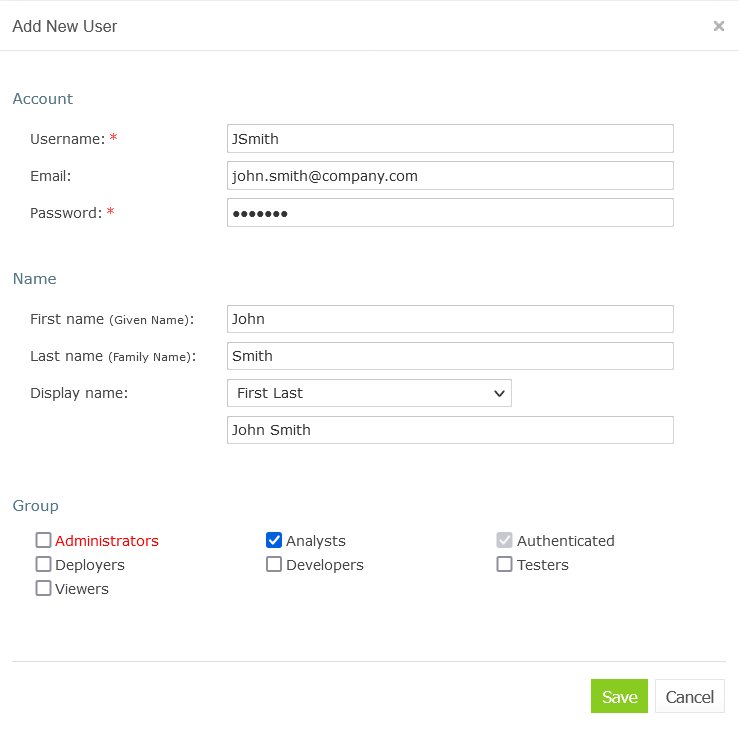 Add New User ×
Account
Username: * JSmith
Email: john.smith@company.com
Password: * •••••••
Name
First name (Given Name): John
Last name (Family Name): Smith
Display name: First Last
John Smith
Group
Administrators Analysts Authenticated
Deployers Developers Testers
Viewers
Save Cancel